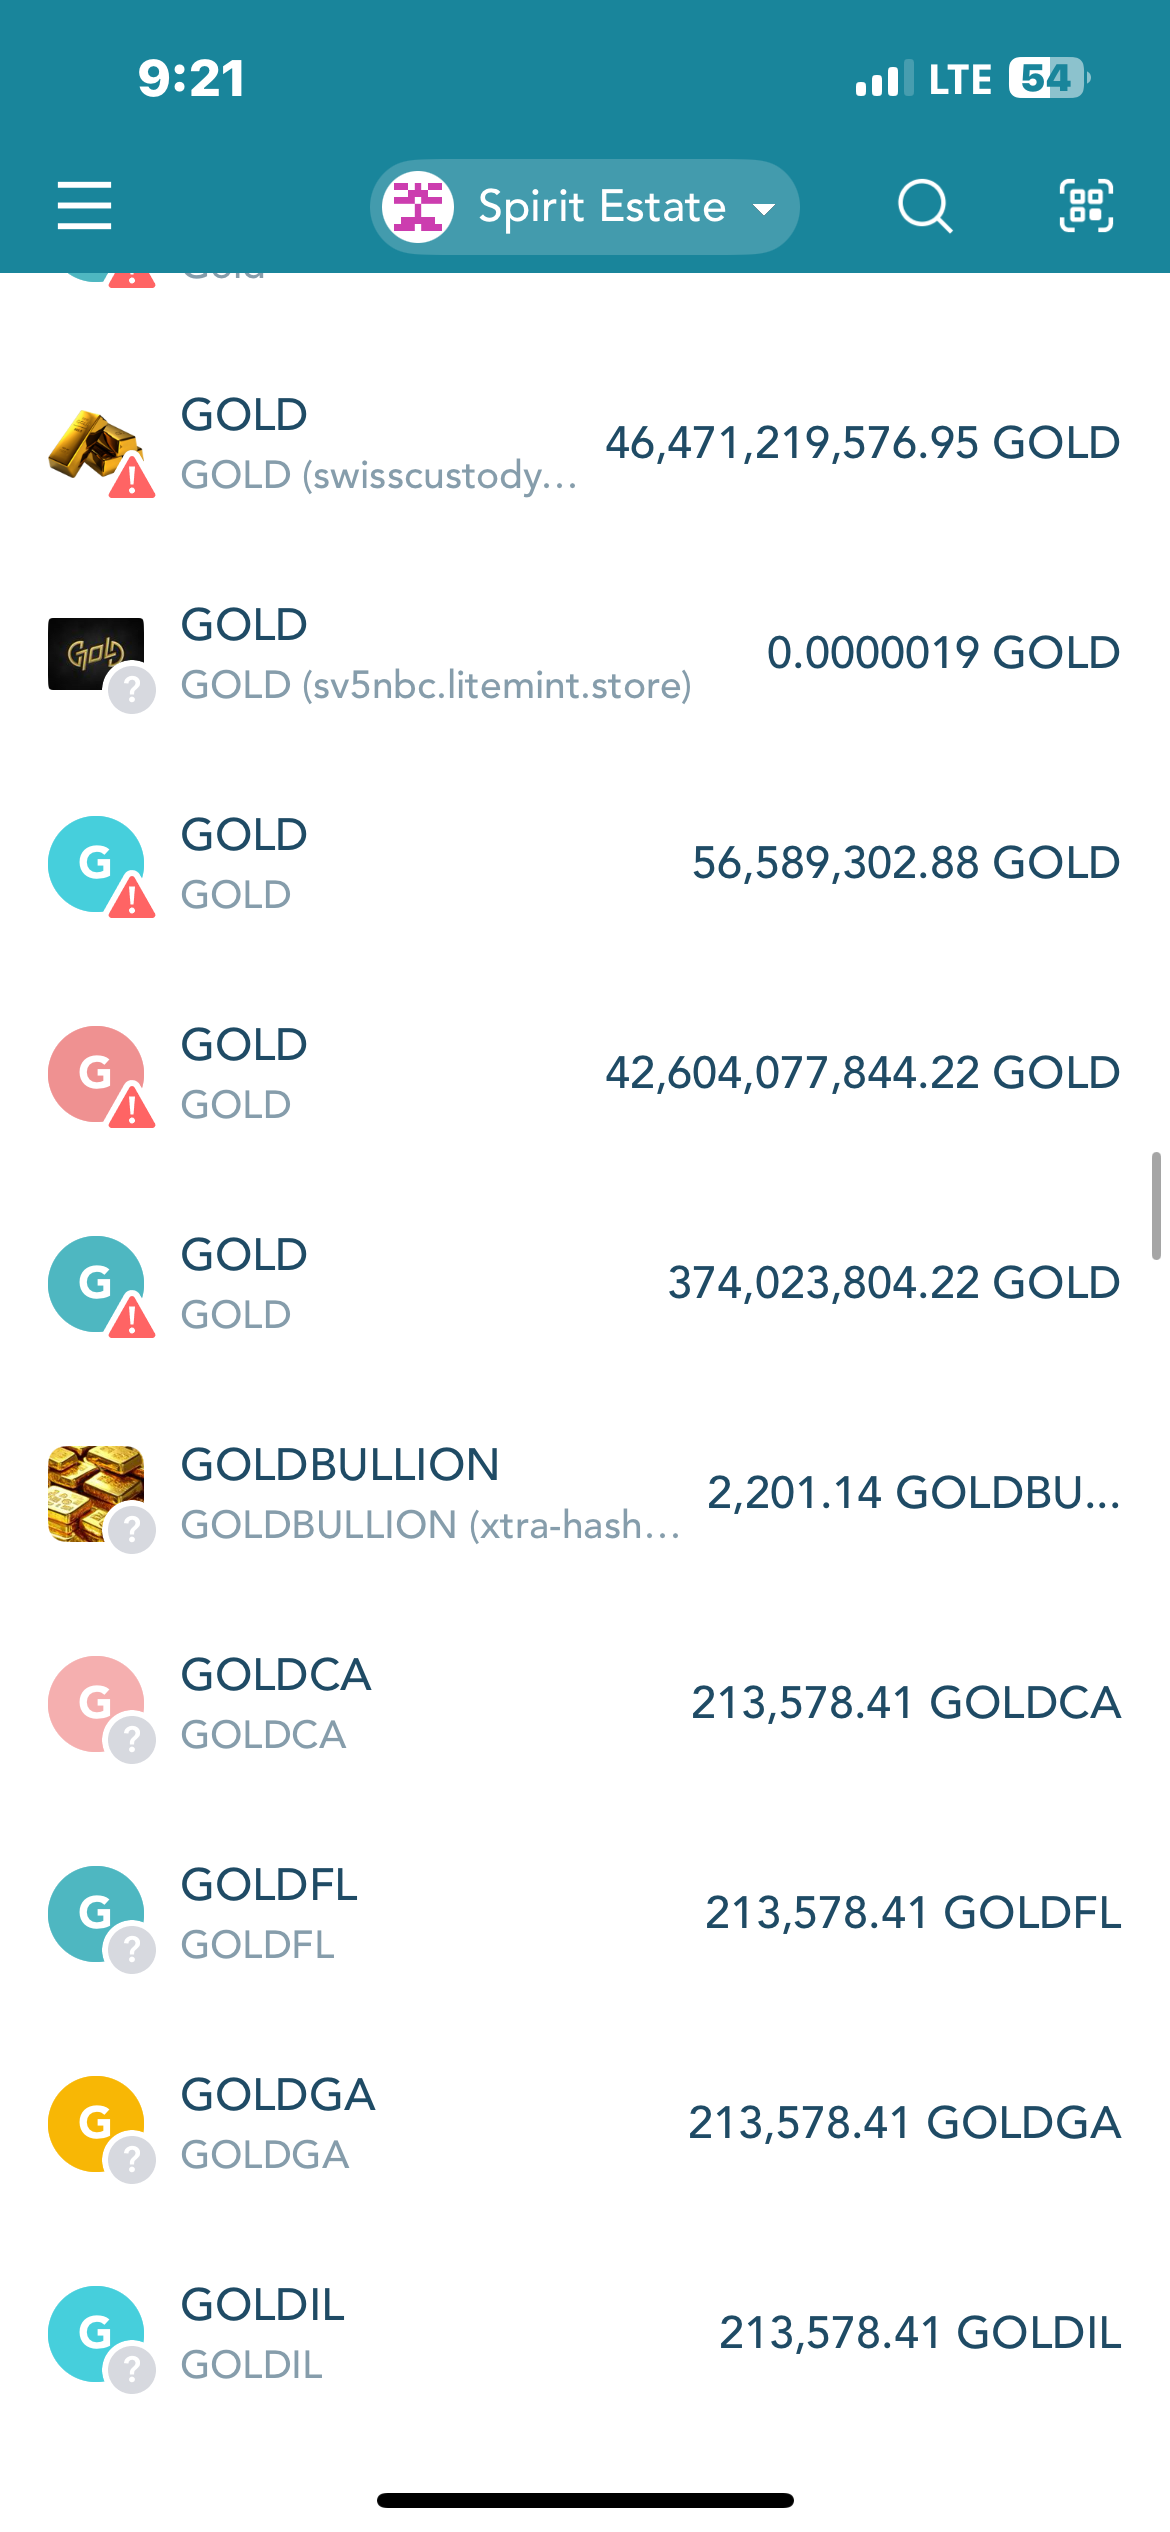 9:21
LTE 54
Spirit Estate
Gold
GOLD
GOLD (swisscustody...
46,471,219,576.95 GOLD
GOLD
GOLD (sv5nbc.litemint.store)
0.0000019 GOLD
G
GOLD
GOLD
56,589,302.88 GOLD
G
GOLD
GOLD
42,604,077,844.22 GOLD
G
GOLD
GOLD
374,023,804.22 GOLD
GOLDBULLION
GOLDBULLION (xtra-hash...
2,201.14 GOLDBU...
G
GOLDCA
GOLDCA
213,578.41 GOLDCA
G
GOLDFL
GOLDFL
213,578.41 GOLDFL
G
GOLDGA
GOLDGA
213,578.41 GOLDGA
G
GOLDIL
GOLDIL
213,578.41 GOLDIL